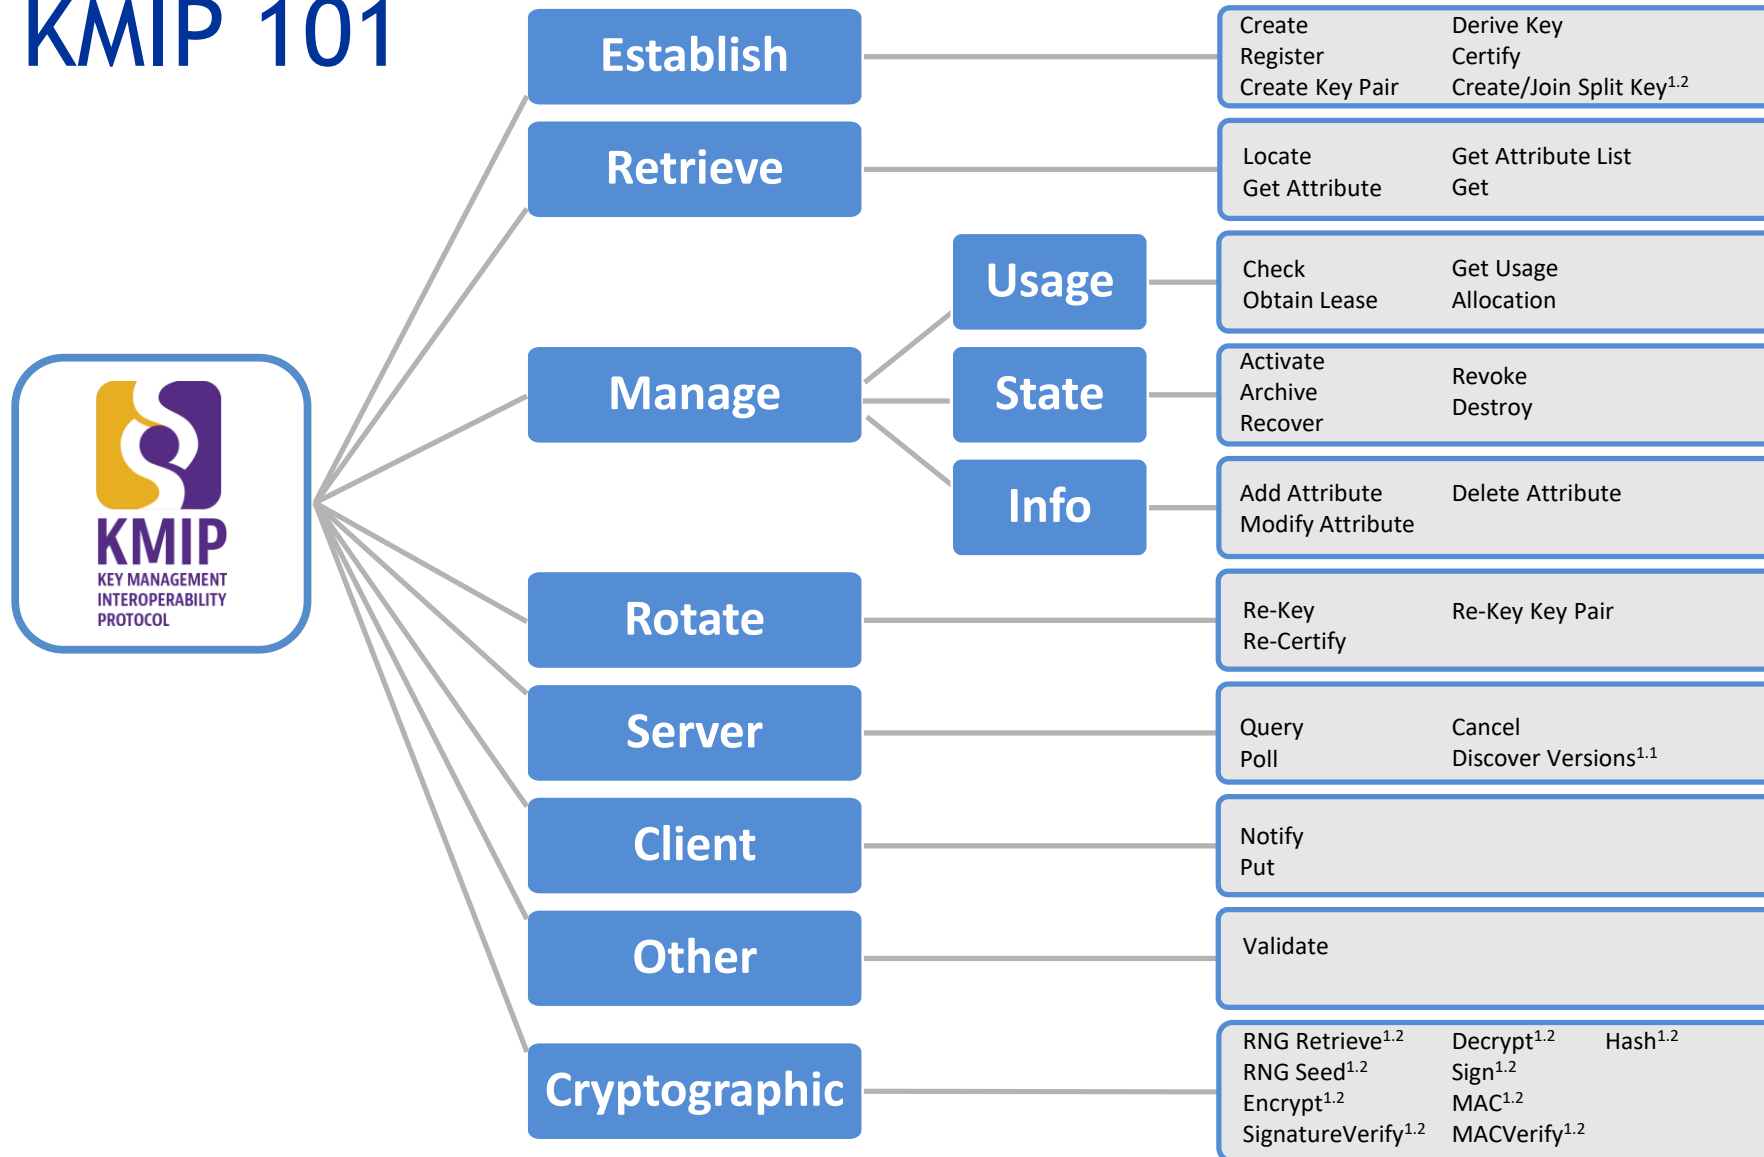 KMIP 101
KMIP
KEY MANAGEMENT
INTEROPERABILITY
PROTOCOL
Establish
Create Derive Key
Register Certify
Create Key Pair Create/Join Split Key1.2
Retrieve
Locate Get Attribute List
Get Attribute Get
Manage
Usage
Check Get Usage
Obtain Lease Allocation
State
Activate
Archive
Recover
Revoke
Destroy
Info
Add Attribute Delete Attribute
Modify Attribute
Rotate
Re-Key Re-Key Key Pair
Re-Certify
Server
Query Cancel
Poll Discover Versions1.1
Client
Notify
Put
Other
Validate
Cryptographic
RNG Retrieve1.2 Decrypt1.2 Hash1.2
RNG Seed1.2 Sign1.2
Encrypt1.2 MAC1.2
SignatureVerify1.2 MACVerify1.2